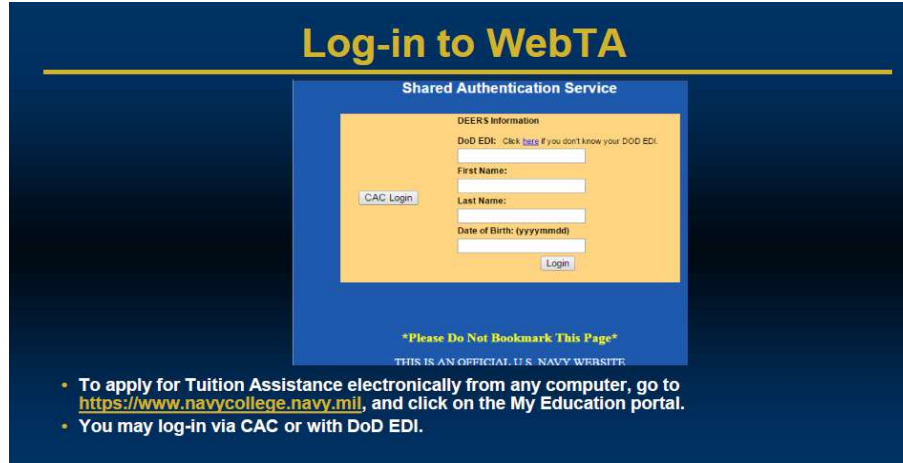 Log-in to WebTA
Shared Authentication Service
DEERS Information
DoD EDI: Click here if you don't know your DOD EDI.
First Name:
CAC Login
Last Name:
Date of Birth: (yyyymmdd)
Login
*Please Do Not Bookmark This Page*
THIS IS AN OFFICIAL U.S. NAVY WEBSITE
• To apply for Tuition Assistance electronically from any computer, go to
https://www.navycollege.navy.mil, and click on the My Education portal.
• You may log-in via CAC or with DoD EDI.